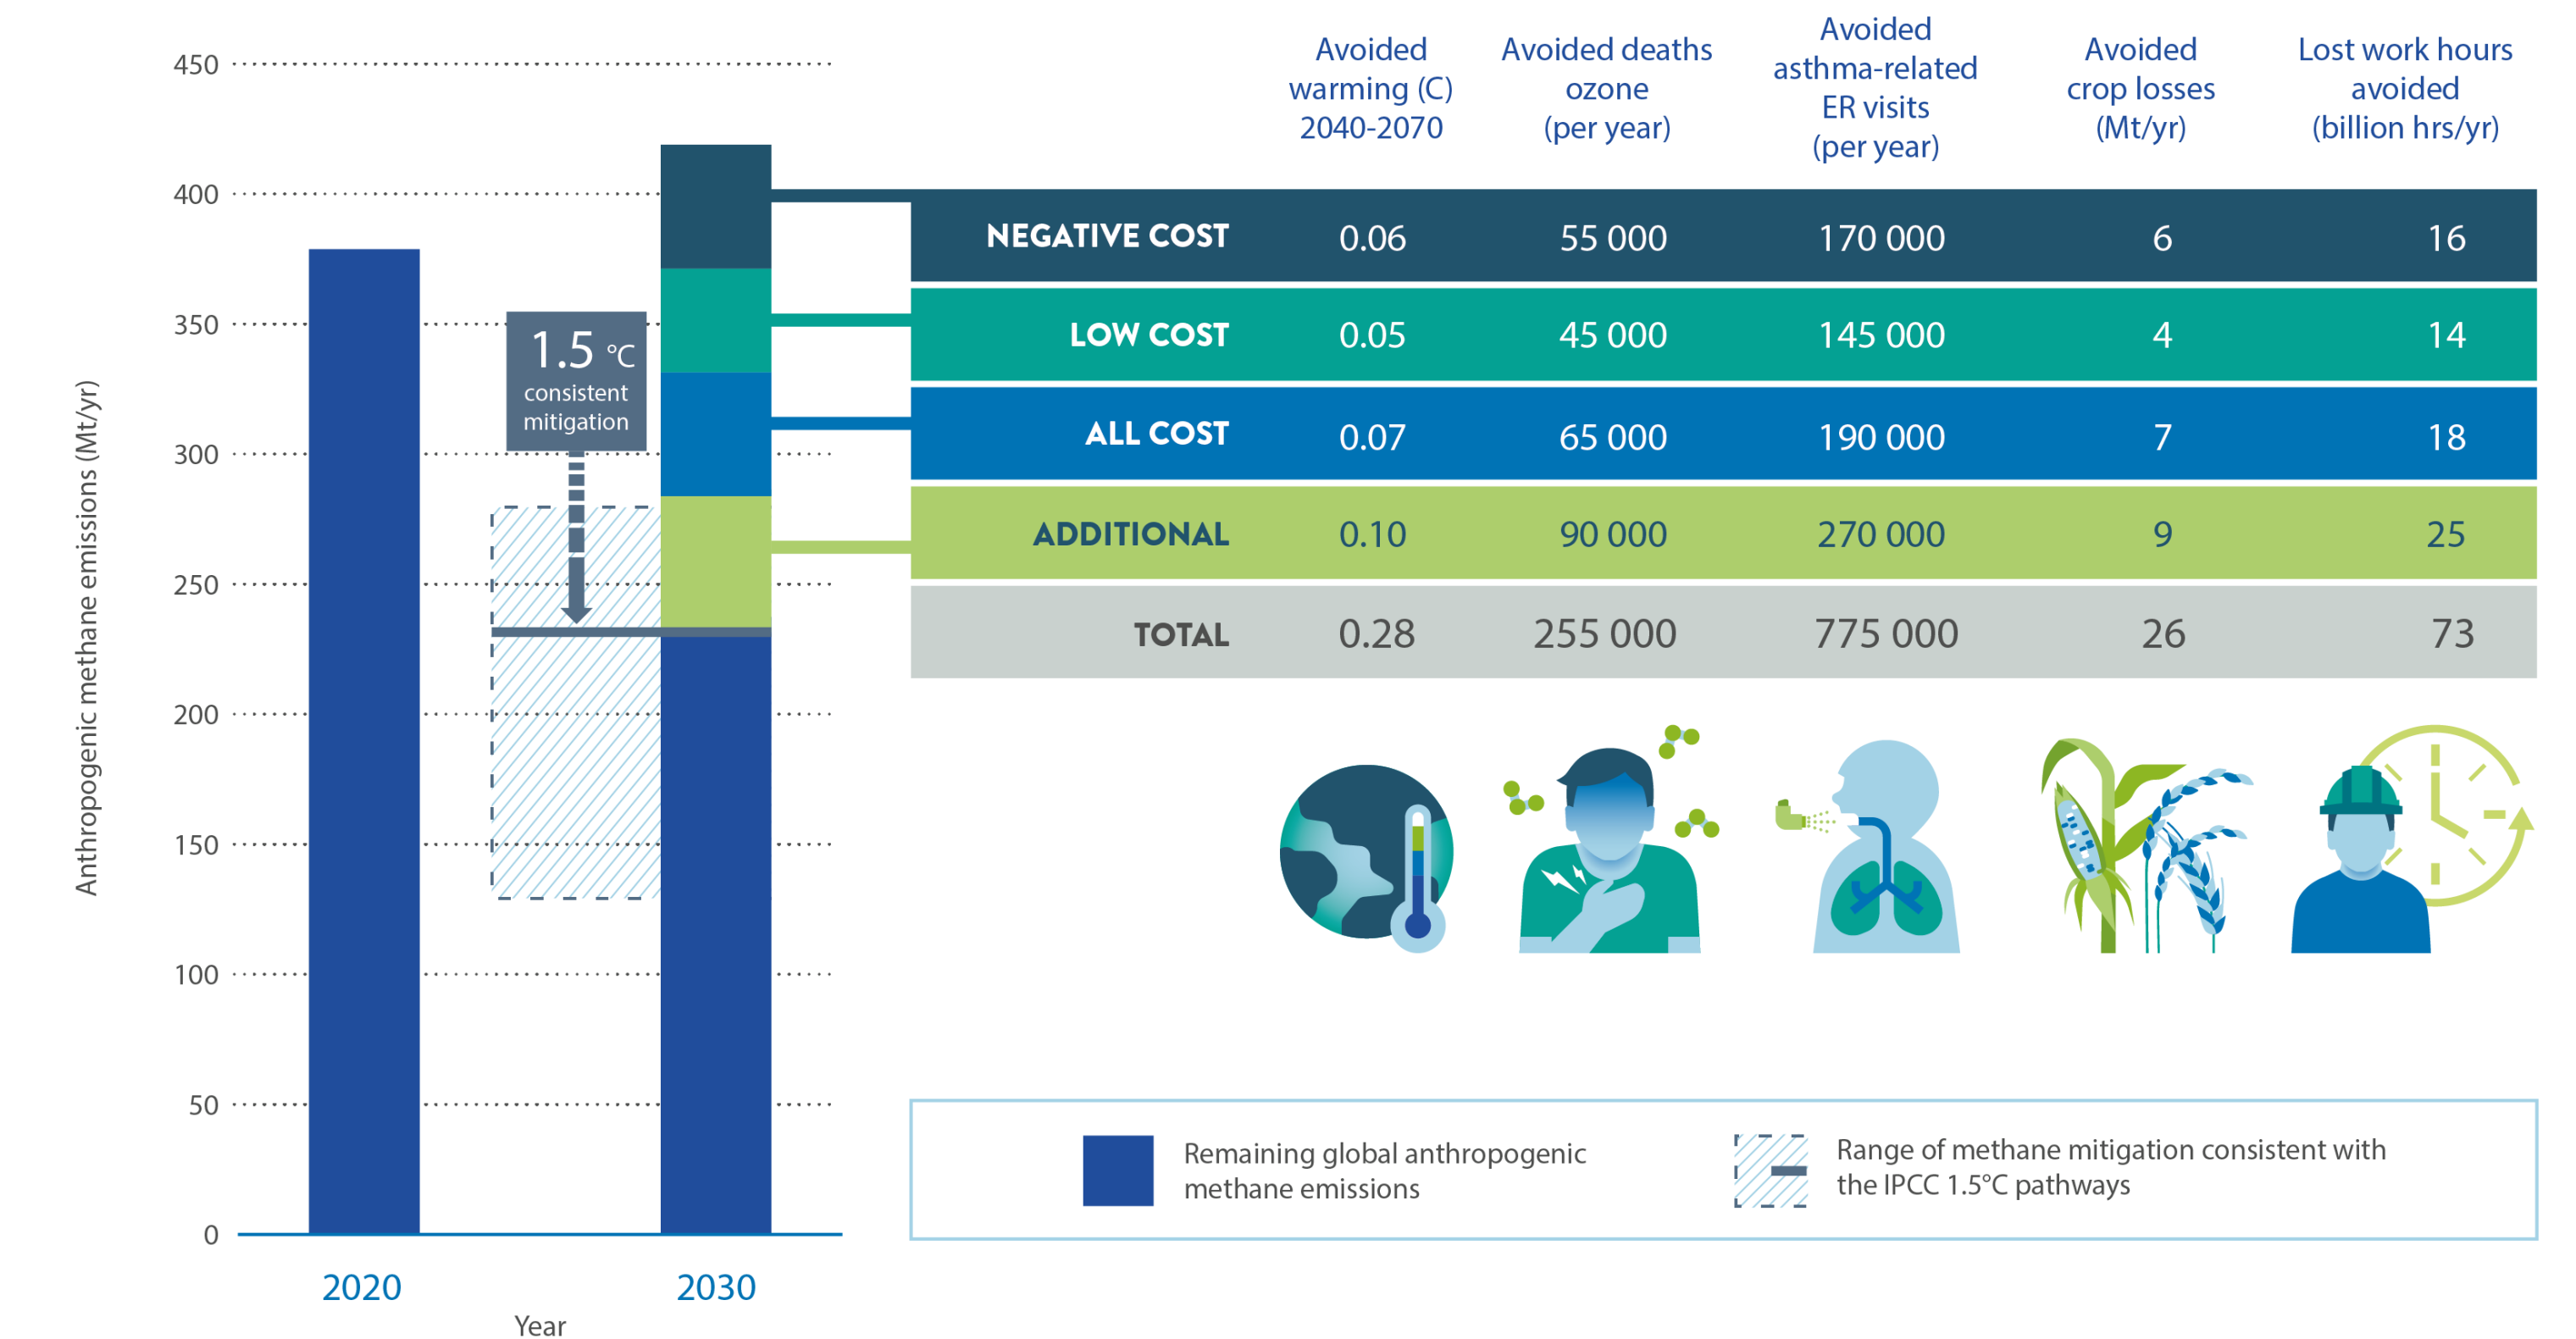 Anthropogenic methane emissions (Mt/yr)
450
400
350
300
250
200
150
100
50
0
2020
2030
Year
1.5 °C
consistent
mitigation
Avoided
warming (C)
2040-2070
Avoided deaths
ozone
(per year)
Avoided
asthma-related
ER visits
(per year)
Avoided
crop losses
(Mt/yr)
Lost work hours
avoided
(billion hrs/yr)
NEGATIVE COST 0.06 55 000 170 000 6 16
LOW COST 0.05 45 000 145 000 4 14
ALL COST 0.07 65 000 190 000 7 18
ADDITIONAL 0.10 90 000 270 000 9 25
TOTAL 0.28 255 000 775 000 26 73
Remaining global anthropogenic
methane emissions
Range of methane mitigation consistent with
the IPCC 1.5°C pathways